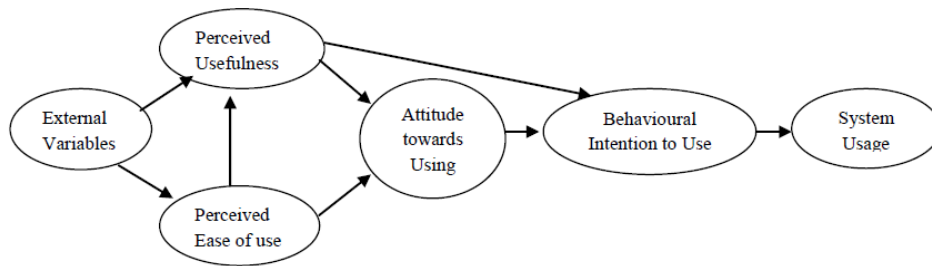 Perceived
Usefulness
External
Variables
Attitude
towards
Using
Behavioural
Intention to Use
System
Usage
Perceived
Ease of use